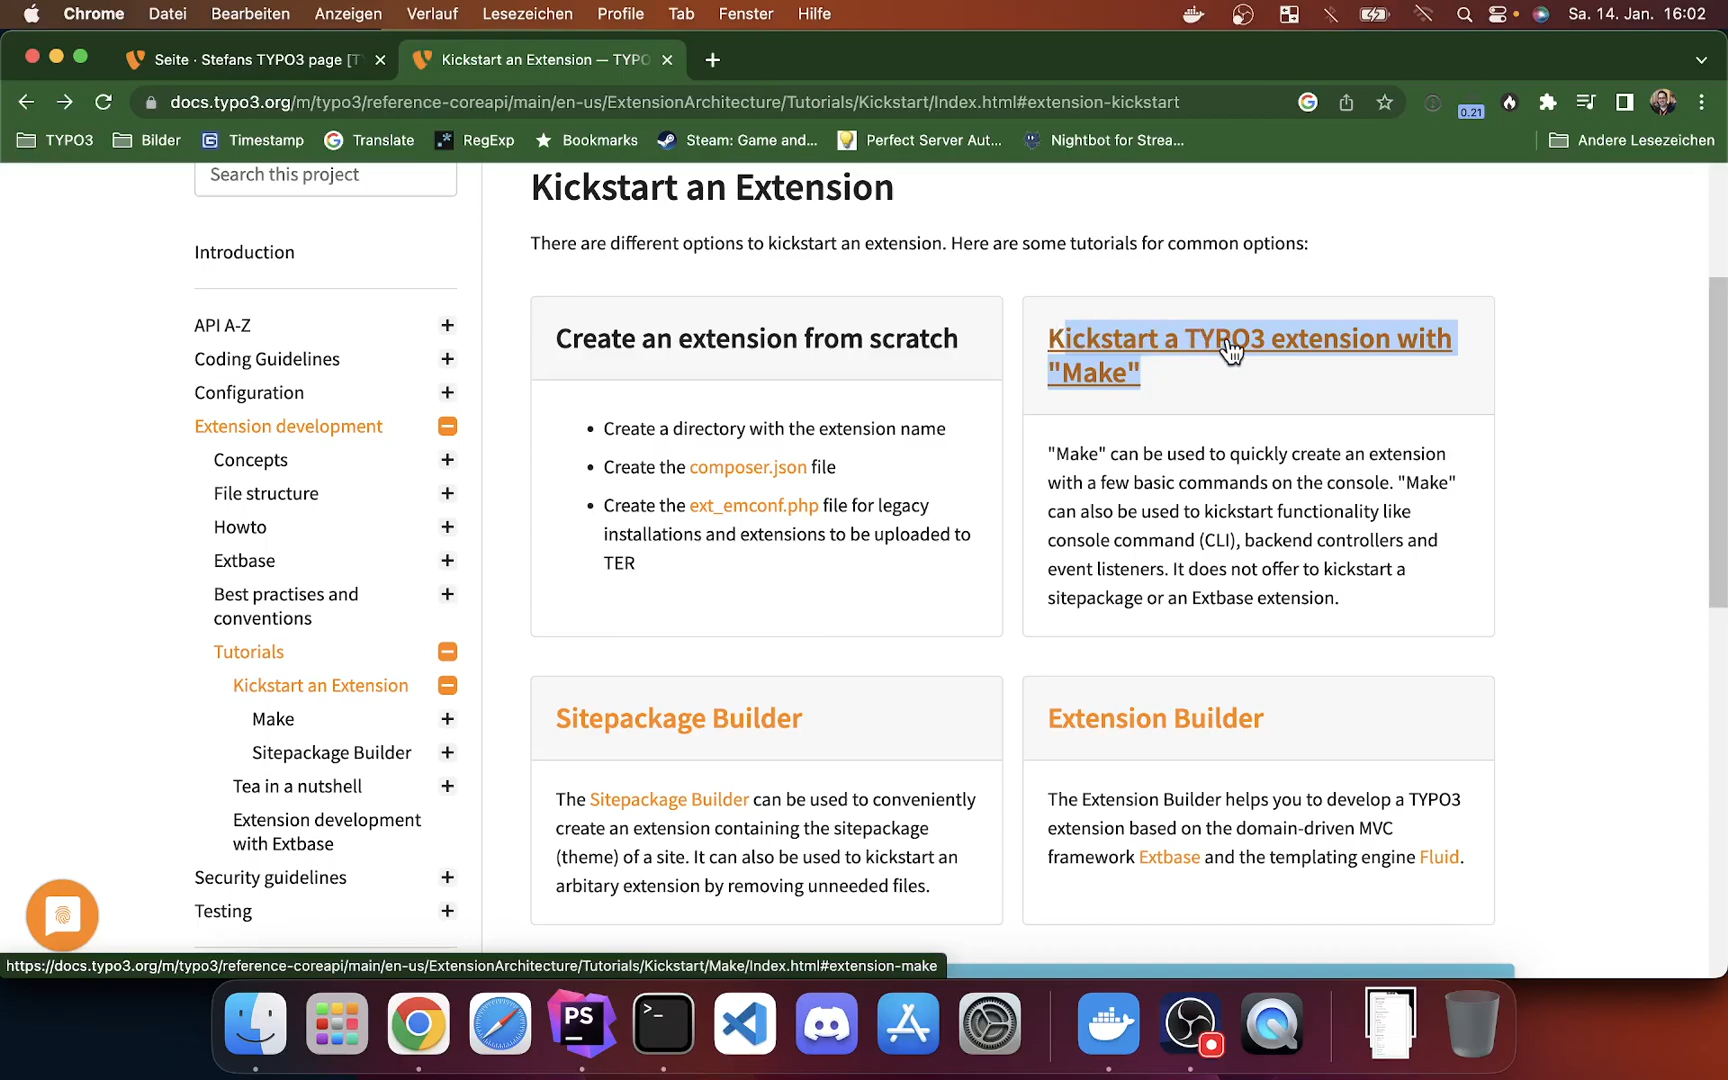 Chrome Datei Bearbeiten Anzeigen Verlauf Lesezeichen Profile Tab Fenster Hilfe Sa. 14. Jan. 16:02
Seite · Stefans TYPO3 page [T Kickstart an Extension — TYPO
docs.typo3.org/m/typo3/reference-coreapi/main/en-us/ExtensionArchitecture/Tutorials/Kickstart/Index.html#extension-kickstart 0.21
TYPO3 Bilder Timestamp Translate RegExp Bookmarks Steam: Game and... Perfect Server Aut... Nightbot for Strea... Andere Lesezeichen
Search this project
Introduction
API A-Z
Coding Guidelines
Configuration
Extension development
Concepts
File structure
Howto
Extbase
Best practises and
conventions
Tutorials
Kickstart an Extension
Make
Sitepackage Builder
Tea in a nutshell
Extension development
with Extbase
Security guidelines
Testing
Kickstart an Extension
There are different options to kickstart an extension. Here are some tutorials for common options:
Create an extension from scratch
• Create a directory with the extension name
• Create the composer.json file
• Create the ext_emconf.php file for legacy
installations and extensions to be uploaded to
TER
Kickstart a TYPO3 extension with
"Make"
"Make" can be used to quickly create an extension
with a few basic commands on the console. "Make"
can also be used to kickstart functionality like
console command (CLI), backend controllers and
event listeners. It does not offer to kickstart a
sitepackage or an Extbase extension.
Sitepackage Builder
The Sitepackage Builder can be used to conveniently
create an extension containing the sitepackage
(theme) of a site. It can also be used to kickstart an
arbitary extension by removing unneeded files.
Extension Builder
The Extension Builder helps you to develop a TYPO3
extension based on the domain-driven MVC
framework Extbase and the templating engine Fluid.
https://docs.typo3.org/m/typo3/reference-coreapi/main/en-us/ExtensionArchitecture/Tutorials/Kickstart/Make/Index.html#extension-make
PS